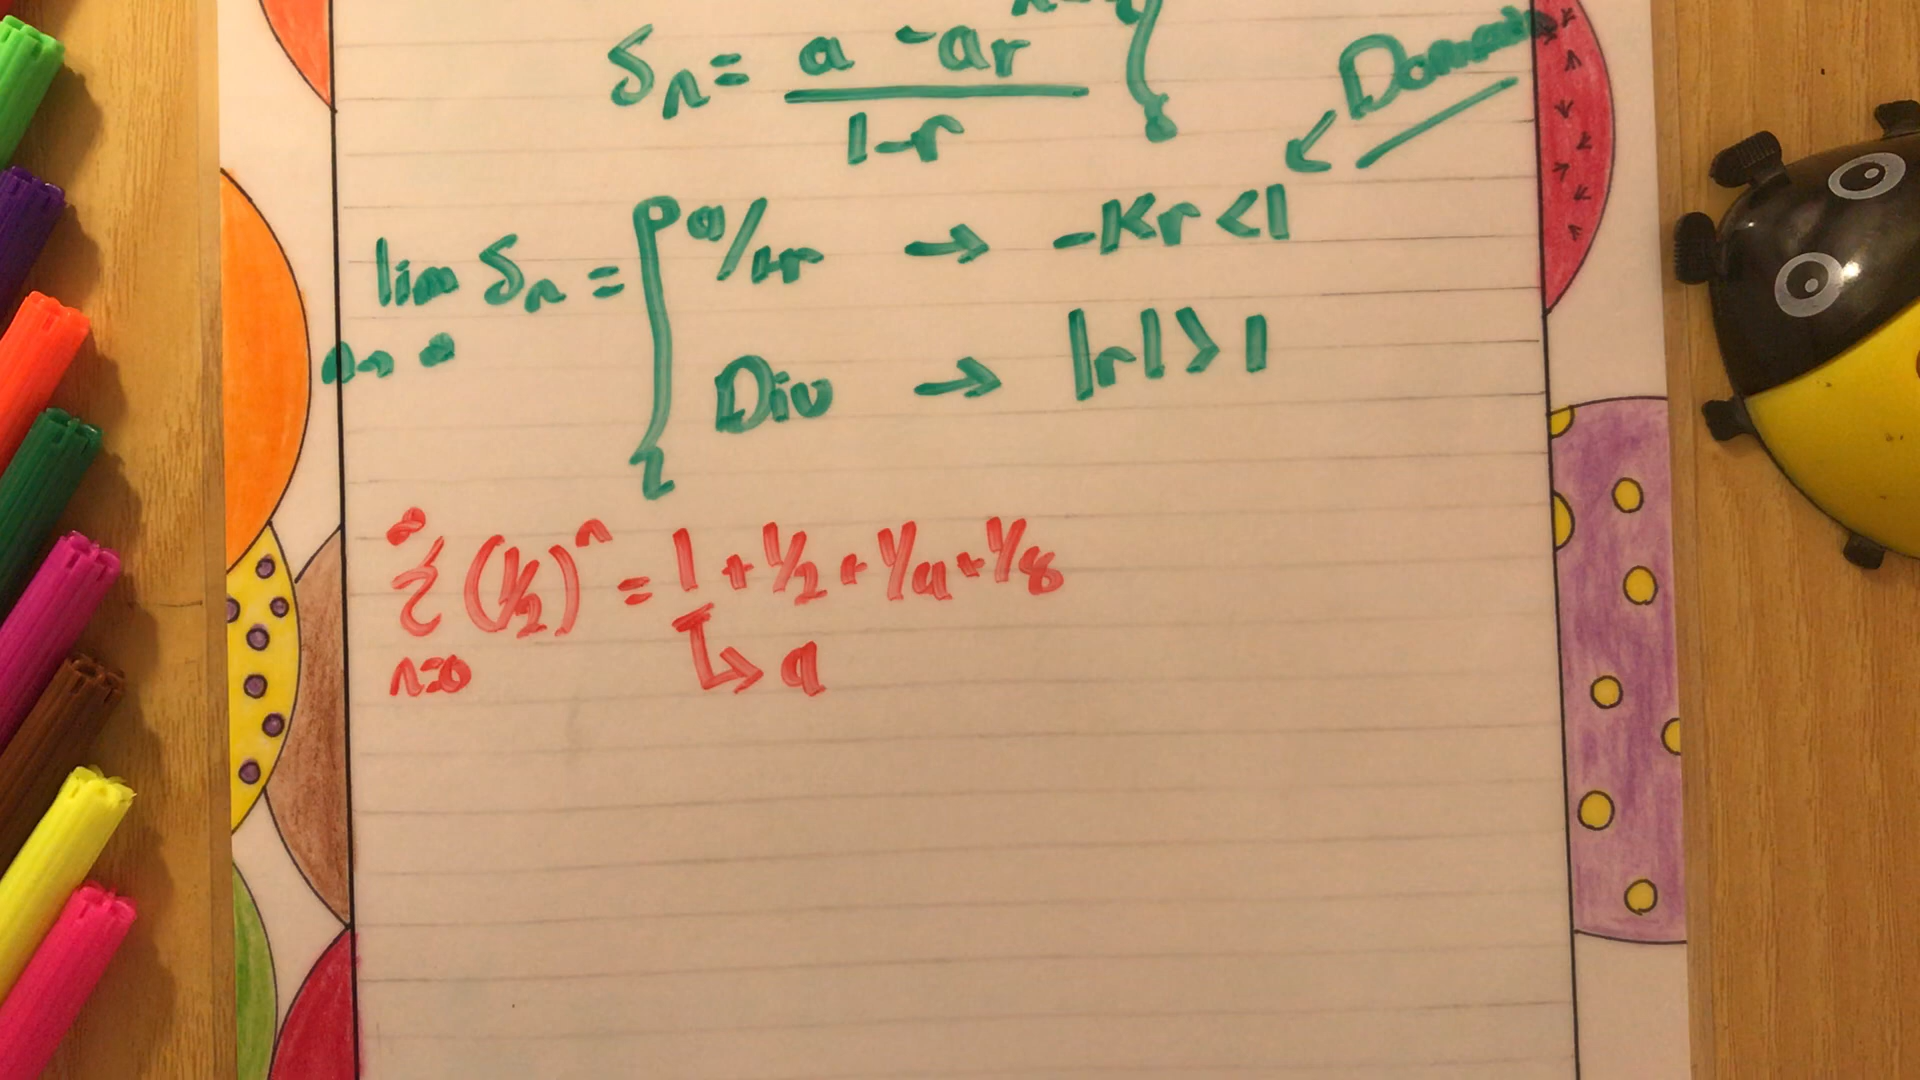 Sn = a - ar / 1-r
Domain
lim Sn = { a/1-r → -1<r<1
n→∞
Div → |r|>1
∞
Σ (1/2)^n = 1 + 1/2 + 1/4 + 1/8
n=0
↳ a